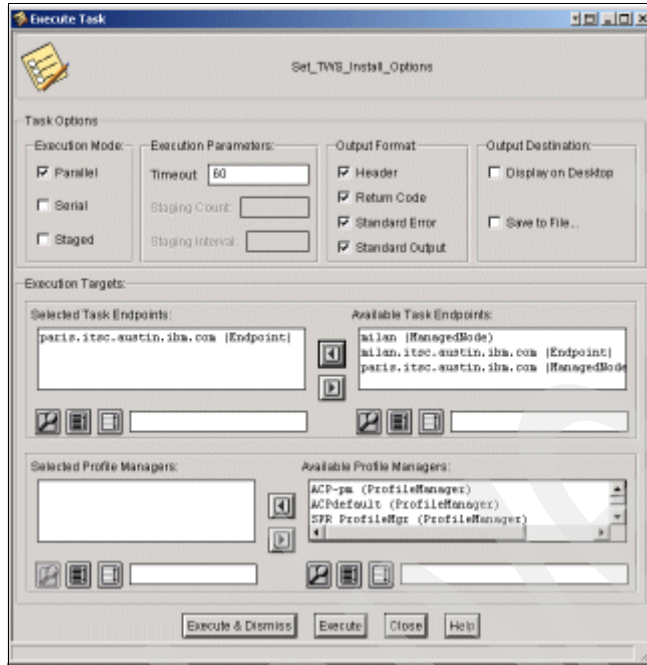 Execute Task
Set_TWS_Install_Options
Task Options
Execution Mode:
Parallel
Serial
Staged
Execution Parameters:
Timeout: 60
Staging Count:
Staging Interval:
Output Format
Header
Return Code
Standard Error
Standard Output
Output Destination:
Display on Desktop
Save to File...
Execution Targets:
Selected Task Endpoints:
paris.itsc.austin.ibm.com (Endpoint)
Available Task Endpoints:
milan (ManagedNode)
milan.itsc.austin.ibm.com (Endpoint)
paris.itsc.austin.ibm.com (ManagedNode
Selected Profile Managers:
Available Profile Managers:
ACP-pm (ProfileManager)
ACPdefault (ProfileManager)
SPR ProfileMgr (ProfileManager)
Execute & Dismiss
Execute
Close
Help